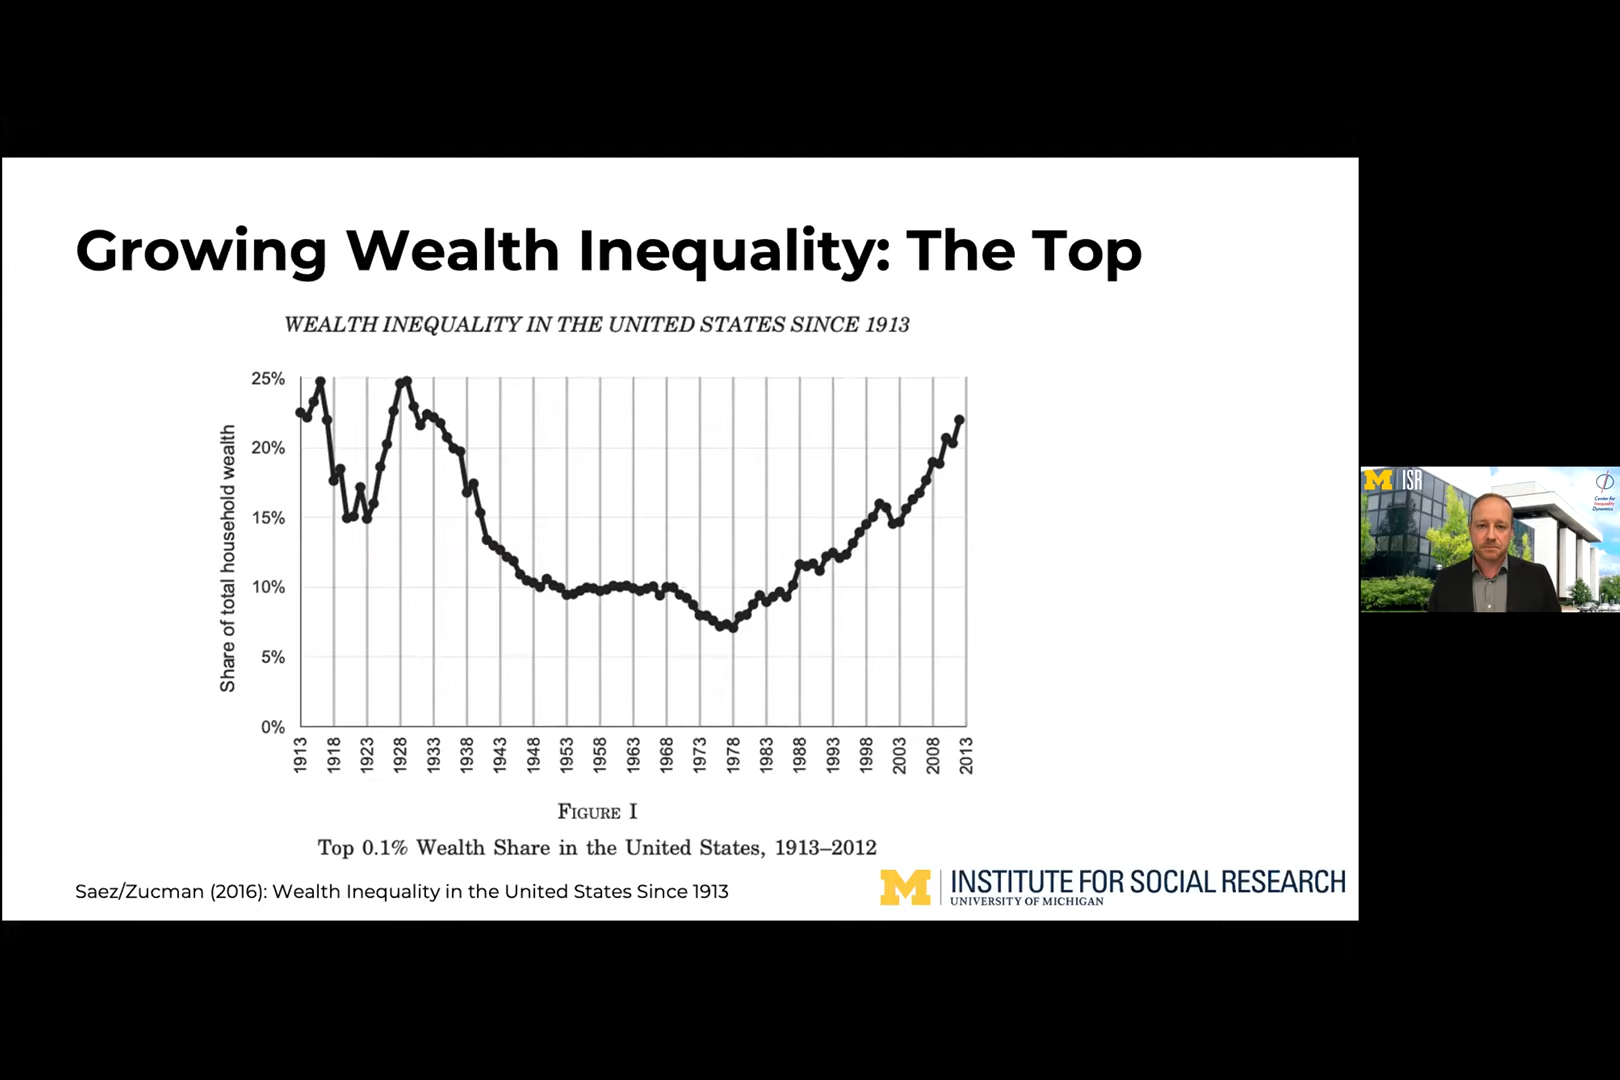 Growing Wealth Inequality: The Top
WEALTH INEQUALITY IN THE UNITED STATES SINCE 1913
Share of total household wealth
25%
20%
15%
10%
5%
0%
1913
1918
1923
1928
1933
1938
1943
1948
1953
1958
1963
1968
1973
1978
1983
1988
1993
1998
2003
2008
2013
FIGURE I
Top 0.1% Wealth Share in the United States, 1913–2012
Saez/Zucman (2016): Wealth Inequality in the United States Since 1913
M INSTITUTE FOR SOCIAL RESEARCH
UNIVERSITY OF MICHIGAN
M ISR
Center for
Inequality
Dynamics